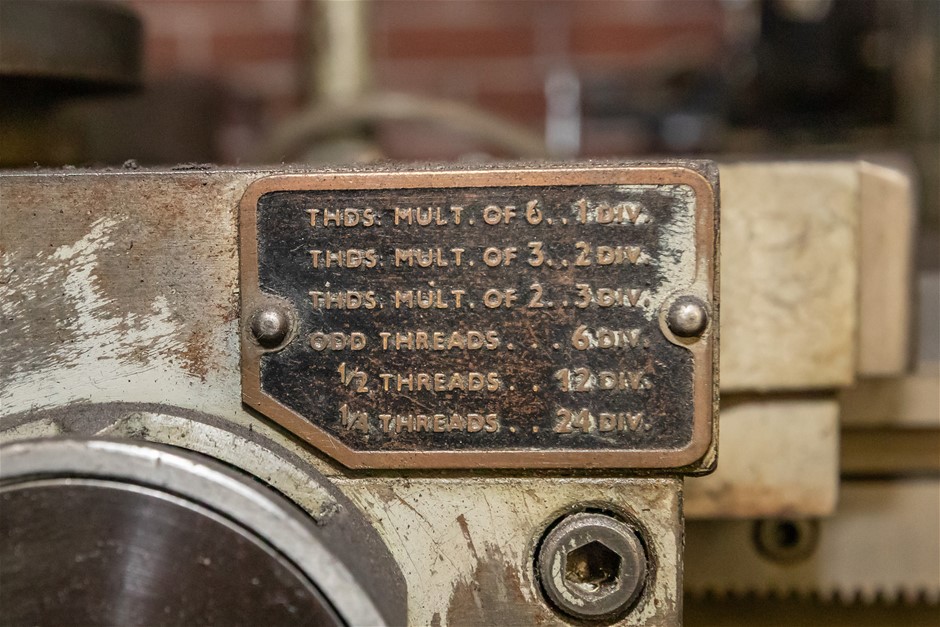 THDS. MULT. OF 6 . . 1 DIV.
THDS. MULT. OF 3 . . 2 DIV.
THDS. MULT. OF 2 . . 3 DIV.
ODD THREADS . . . 6 DIV.
1/2 THREADS . . 12 DIV.
1/4 THREADS . . 24 DIV.